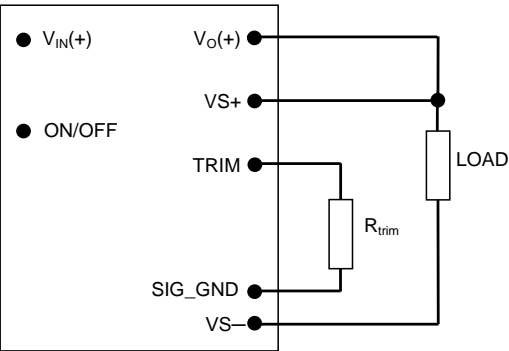 V_IN(+) V_O(+)
VS+
ON/OFF
LOAD
TRIM
R_trim
SIG_GND
VS─